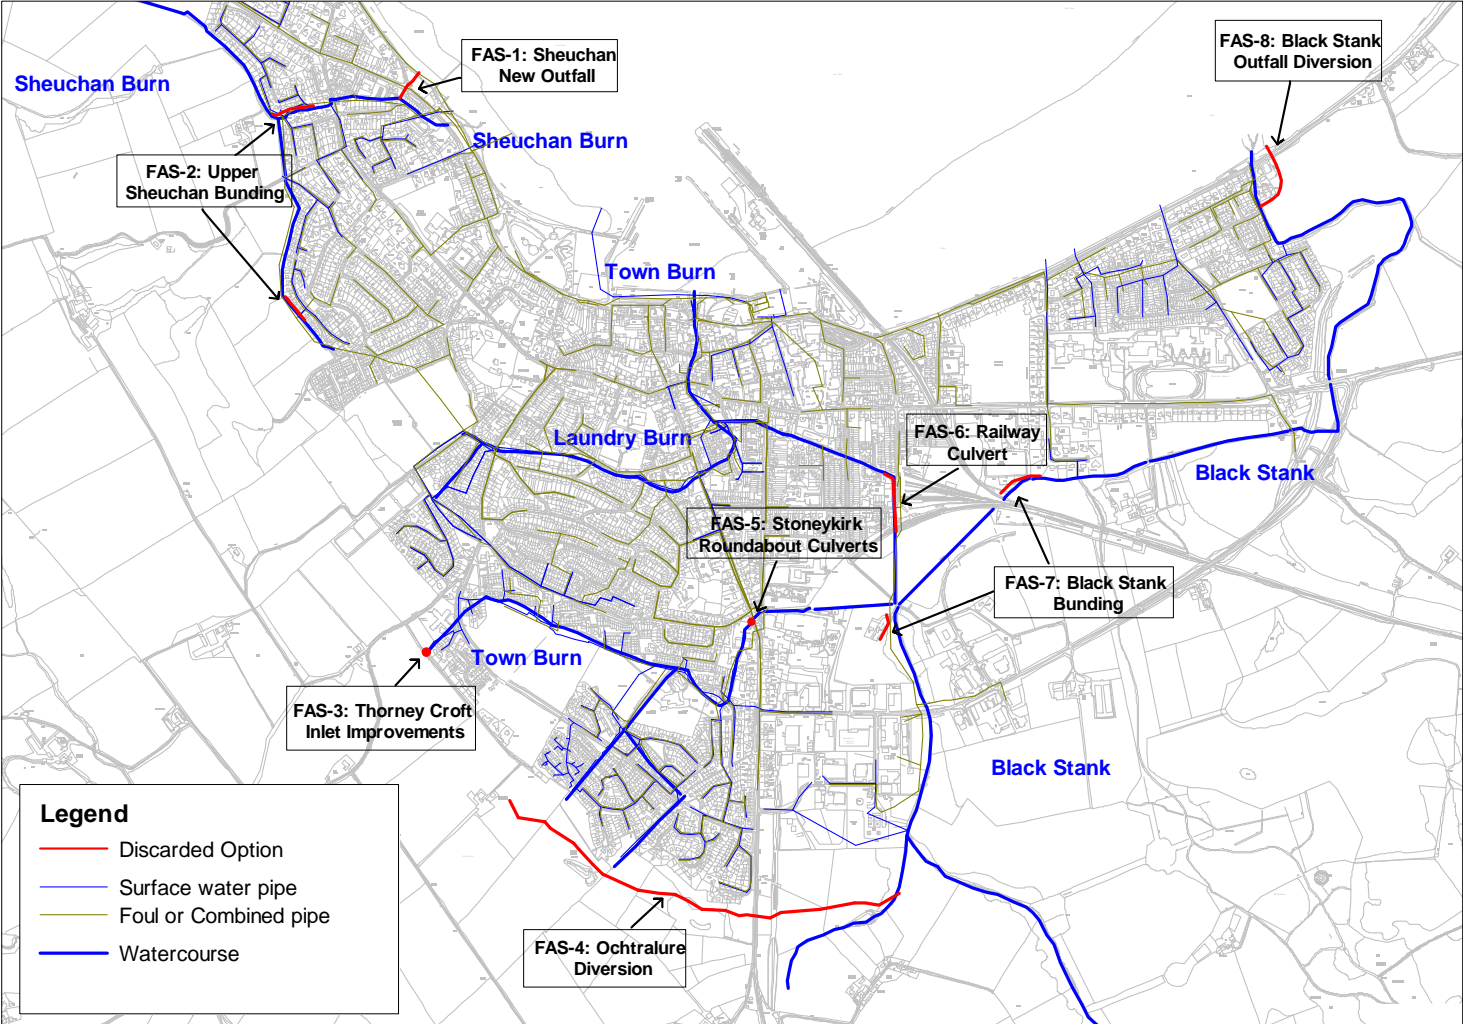 FAS-1: Sheuchan
New Outfall
FAS-8: Black Stank
Outfall Diversion
Sheuchan Burn
Sheuchan Burn
FAS-2: Upper
Sheuchan Bunding
Town Burn
Laundry Burn
FAS-6: Railway
Culvert
Black Stank
FAS-5: Stoneykirk
Roundabout Culverts
FAS-7: Black Stank
Bunding
Town Burn
FAS-3: Thorney Croft
Inlet Improvements
Black Stank
FAS-4: Ochtralure
Diversion
Legend
Discarded Option
Surface water pipe
Foul or Combined pipe
Watercourse